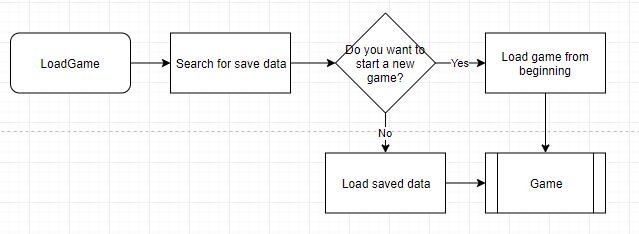 LoadGame
Search for save data
Do you want to
start a new
game?
Yes
Load game from
beginning
No
Load saved data
Game